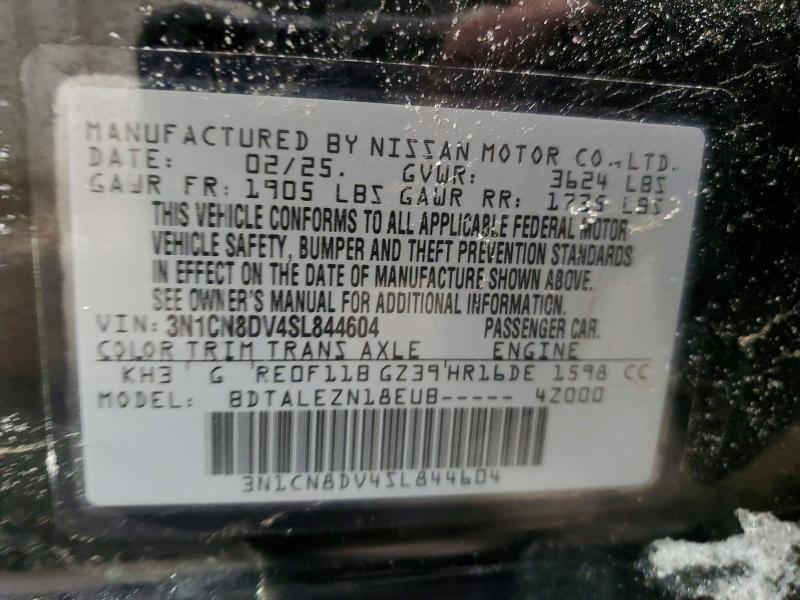 MANUFACTURED BY NISSAN MOTOR CO.,LTD.
DATE: 02/25. GVWR: 3624 LBS
GAWR FR: 1905 LBS GAWR RR: 1739 LBS
THIS VEHICLE CONFORMS TO ALL APPLICABLE FEDERAL MOTOR
VEHICLE SAFETY, BUMPER AND THEFT PREVENTION STANDARDS
IN EFFECT ON THE DATE OF MANUFACTURE SHOWN ABOVE.
SEE OWNER'S MANUAL FOR ADDITIONAL INFORMATION.
VIN: 3N1CN8DV4SL844604 PASSENGER CAR.
COLOR TRIM TRANS AXLE ENGINE
KH3 G RE0F11B GZ39 HR16DE 1598 CC
MODEL: BDTALEZN18EUB----- 4Z000
3N1CN8DV4SL844604